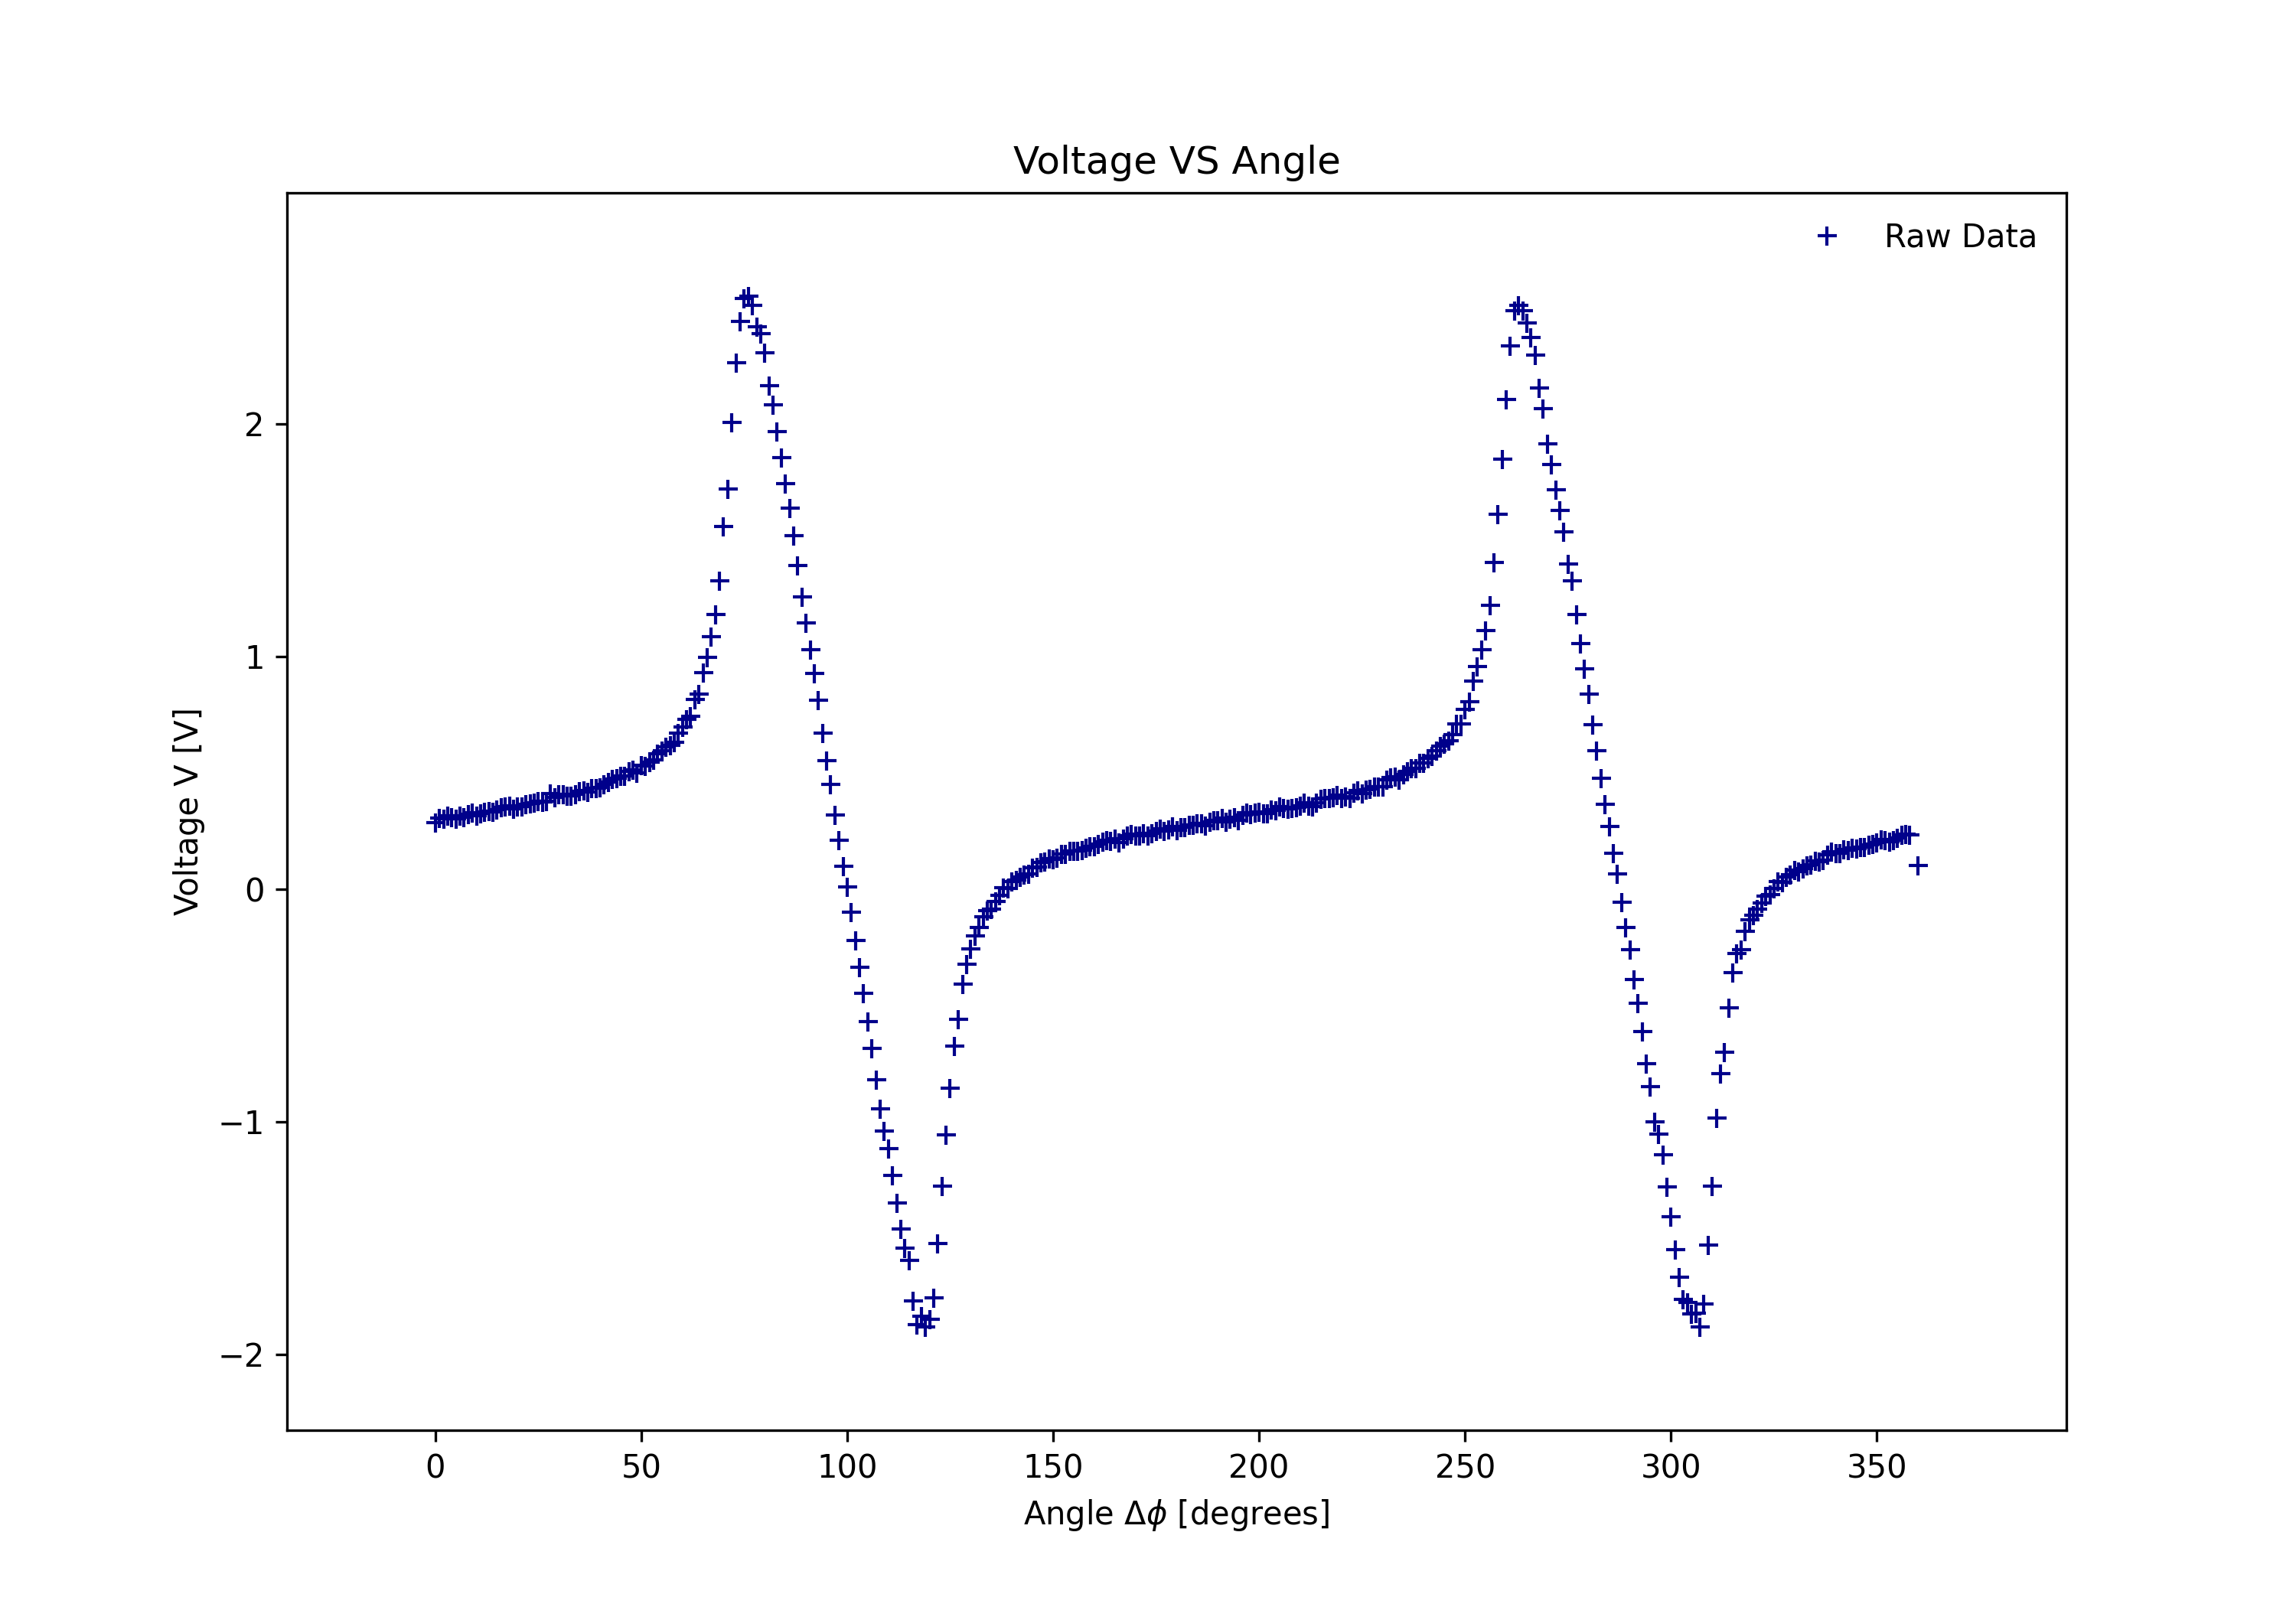 Voltage VS Angle
Raw Data
Voltage V [V]
2
1
0
−1
−2
0 50 100 150 200 250 300 350
Angle Δϕ [degrees]